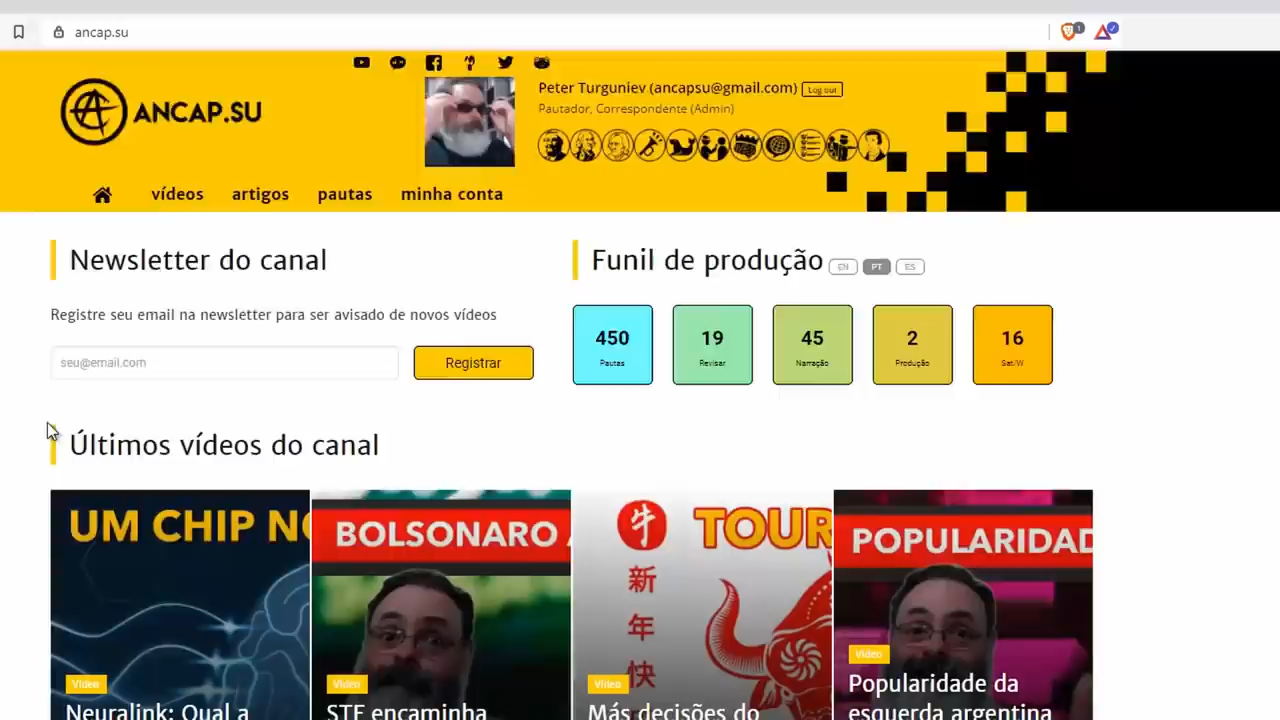 ancap.su
ANCAP.SU
Peter Turguniev (ancapsu@gmail.com) Log out
Pautador, Correspondente (Admin)
vídeos artigos pautas minha conta
Newsletter do canal
Registre seu email na newsletter para ser avisado de novos vídeos
seu@email.com Registrar
Funil de produção EN PT ES
450 19 45 2 16
Pautas Revisar Narração Produção Sat/W
Últimos vídeos do canal
UM CHIP NO
Vídeo
Neuralink: Qual a
BOLSONARO
Vídeo
STF encaminha
牛
TOUR
新
年
快
Vídeo
Más decisões do
POPULARIDAD
Vídeo
Popularidade da
esquerda argentina